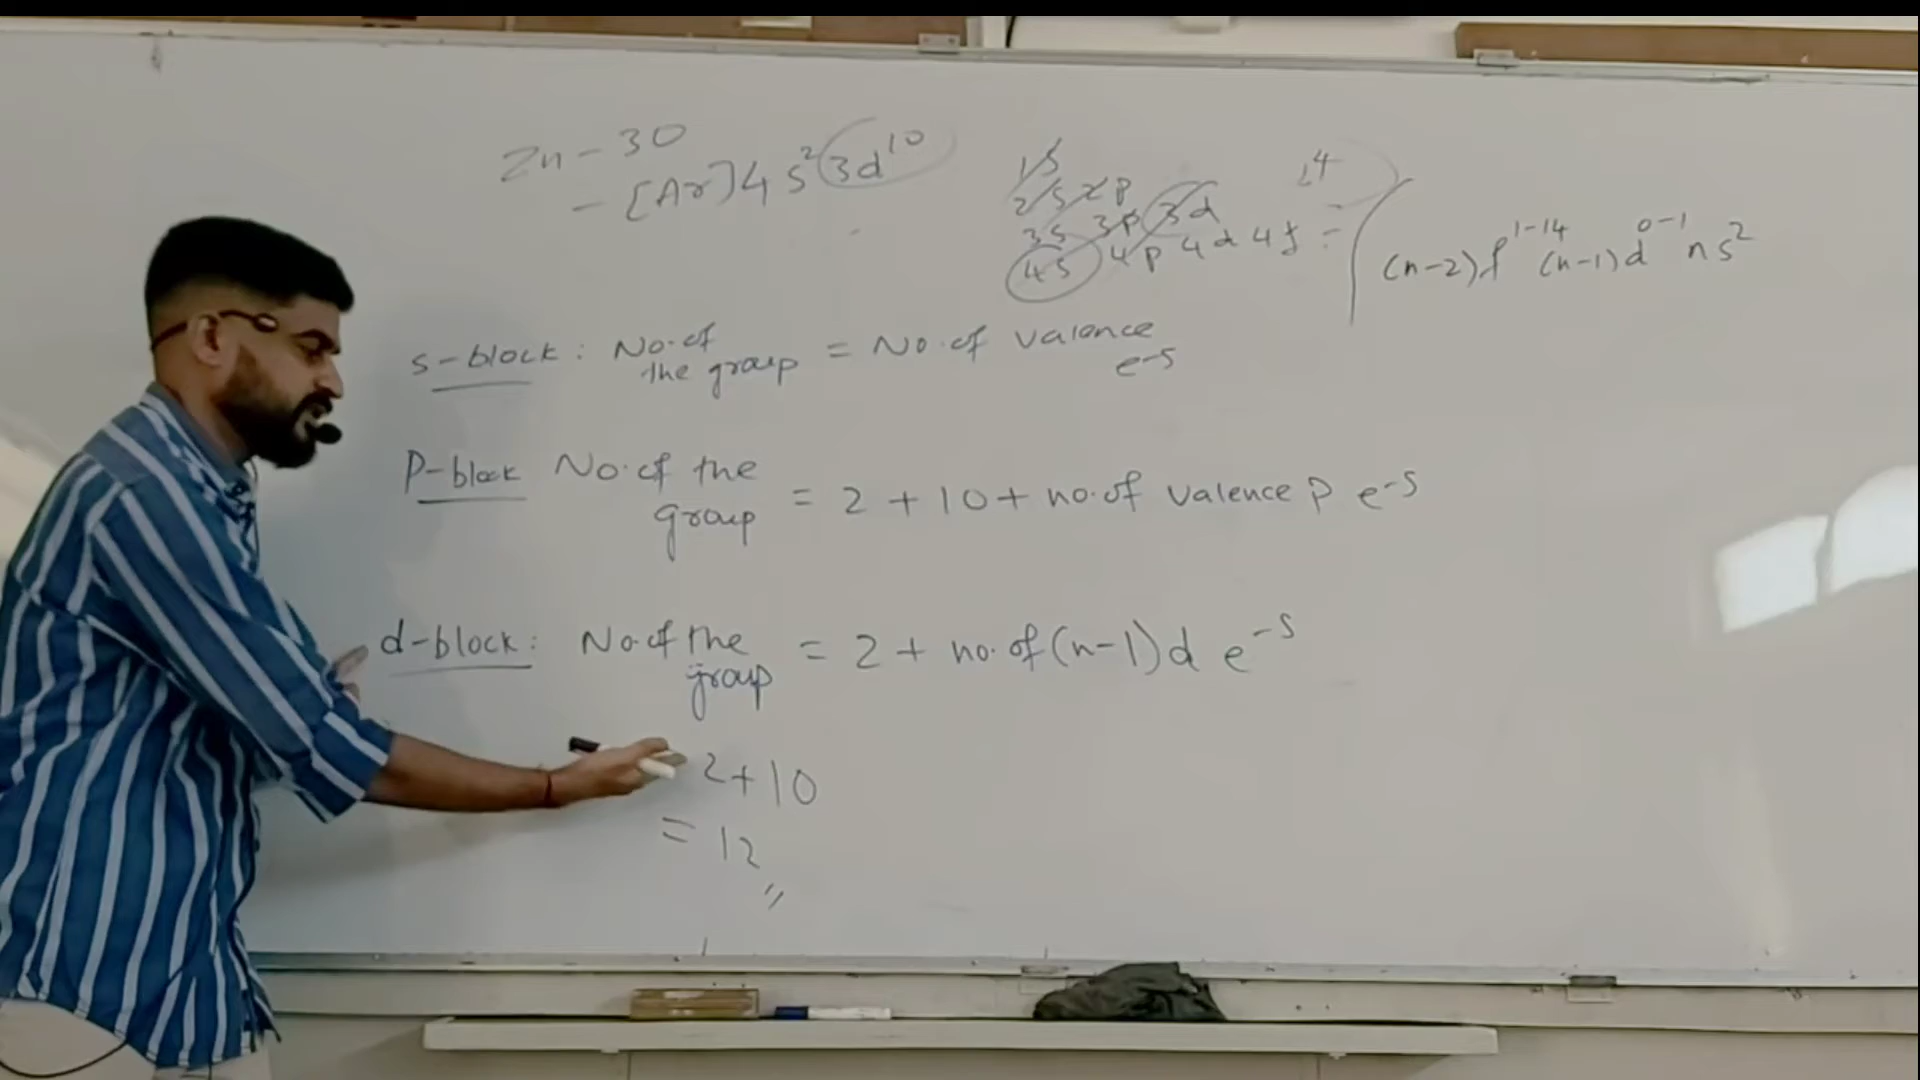 Zn - 30
- [Ar] 4s² 3d¹⁰
1s
2s 2p
3s 3p 3d
4s 4p 4d 4f
14
(n-2)f¹⁻¹⁴ (n-1)d⁰⁻¹ ns²
s-block : No. of the group = No. of valence e⁻s
P-block No. of the group = 2 + 10 + no. of valence p e⁻s
d-block : No. of the group = 2 + no. of (n-1) d e⁻s
2 + 10
= 12